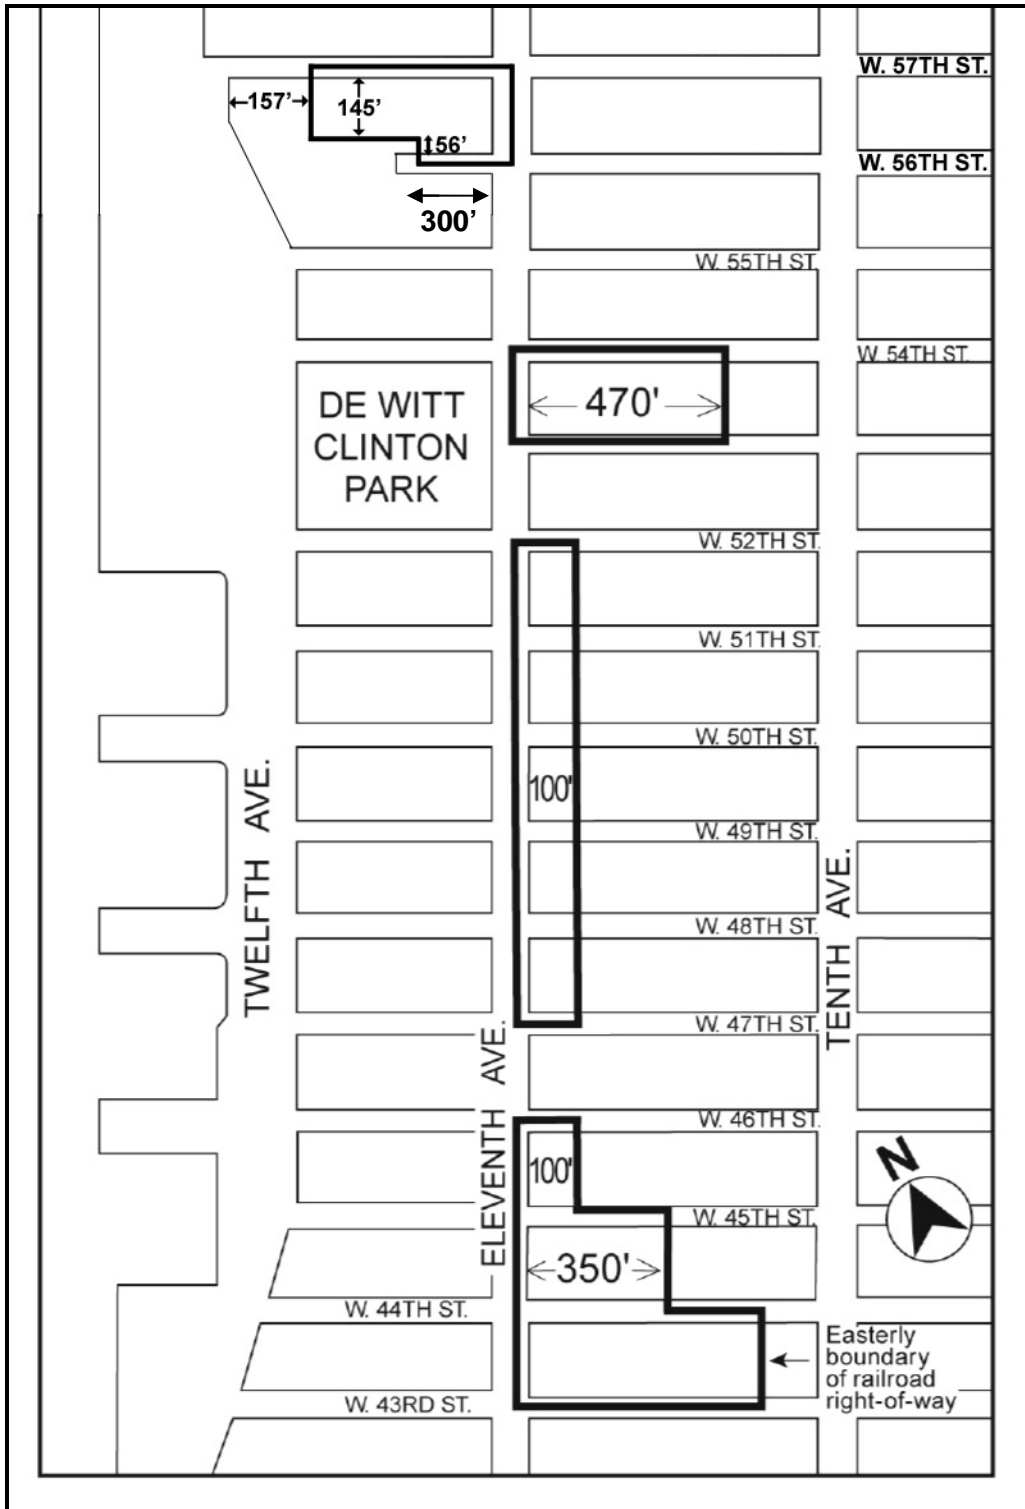 W. 57TH ST.
157'
145'
56'
W. 56TH ST.
300'
W. 55TH ST.
W. 54TH ST.
470'
DE WITT
CLINTON
PARK
W. 52TH ST.
W. 51TH ST.
W. 50TH ST.
100'
W. 49TH ST.
TWELFTH AVE.
TENTH AVE.
W. 48TH ST.
W. 47TH ST.
ELEVENTH AVE.
W. 46TH ST.
N
100'
W. 45TH ST.
350'
W. 44TH ST.
Easterly
boundary
of railroad
right-of-way
W. 43RD ST.